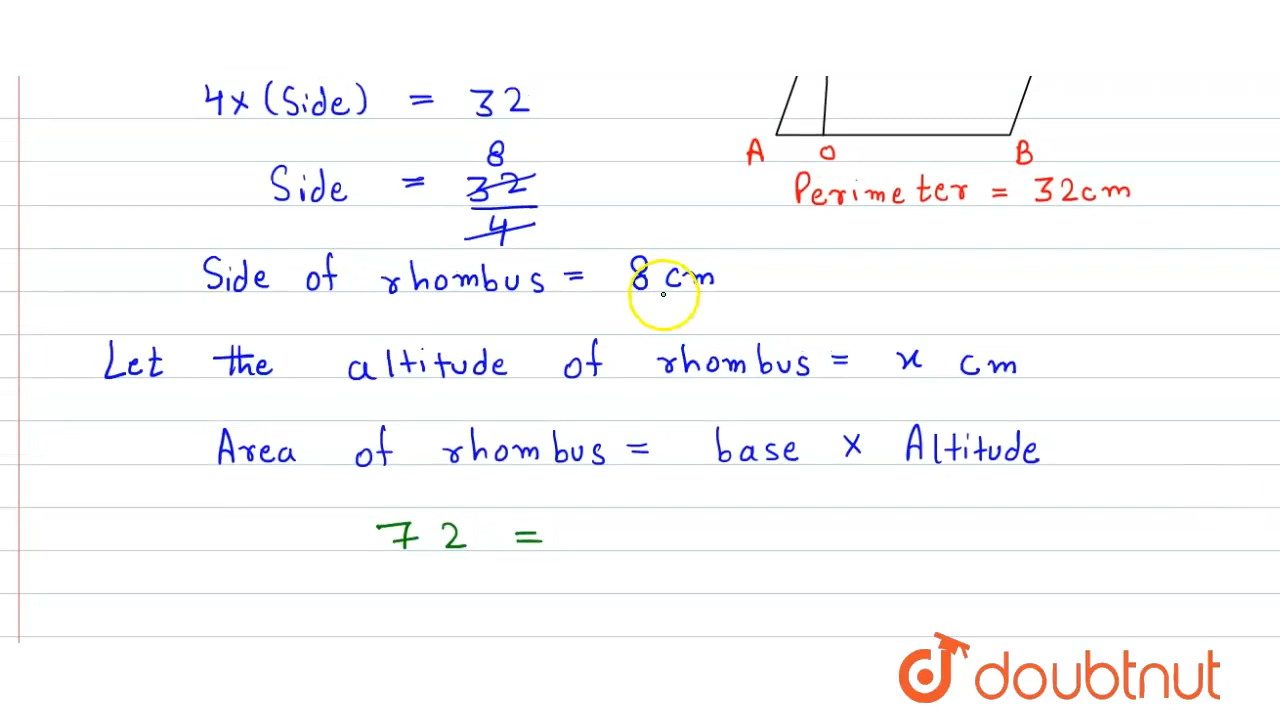 4x (Side) = 32
8
Side = 32
4
Side of rhombus = 8 cm
A O B
Perimeter = 32cm
Let the altitude of rhombus = x cm
Area of rhombus = base x Altitude
72 =
doubtnut